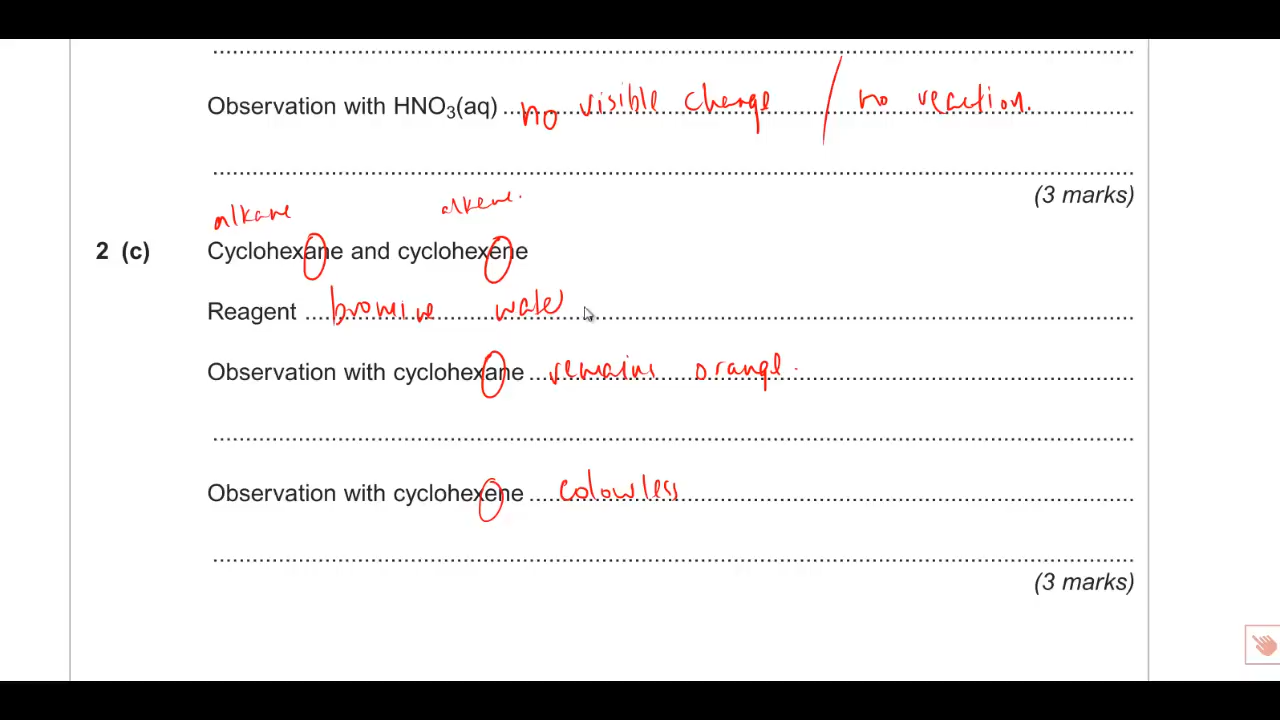 Observation with HNO₃(aq) no visible change / no reaction.
(3 marks)
alkane alkene.
2 (c) Cyclohexane and cyclohexene
Reagent bromine water
Observation with cyclohexane remains orange.
Observation with cyclohexene colourless
(3 marks)